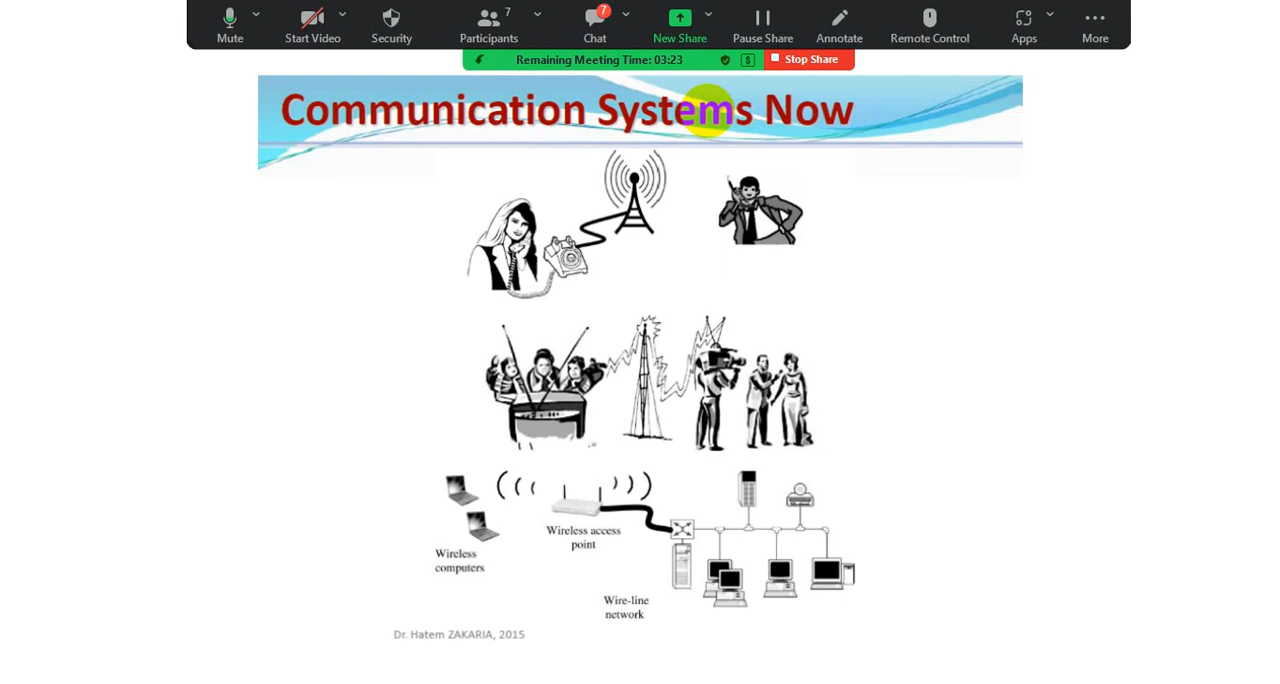 7
7
Mute
Start Video
Security
Participants
Chat
New Share
Pause Share
Annotate
Remote Control
Apps
More
Remaining Meeting Time: 03:23
$
Stop Share
Communication Systems Now
Wireless access
point
Wireless
computers
Wire-line
network
Dr. Hatem ZAKARIA, 2015